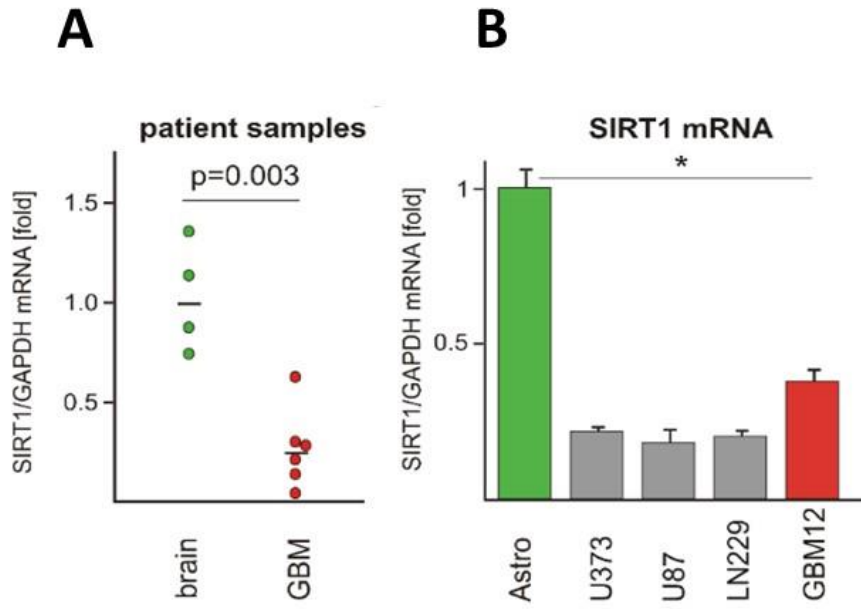 A
patient samples
p=0.003
SIRT1/GAPDH mRNA [fold]
1.5
1.0
0.5
brain
GBM
B
SIRT1 mRNA
*
SIRT1/GAPDH mRNA [fold]
1
0.5
Astro
U373
U87
LN229
GBM12